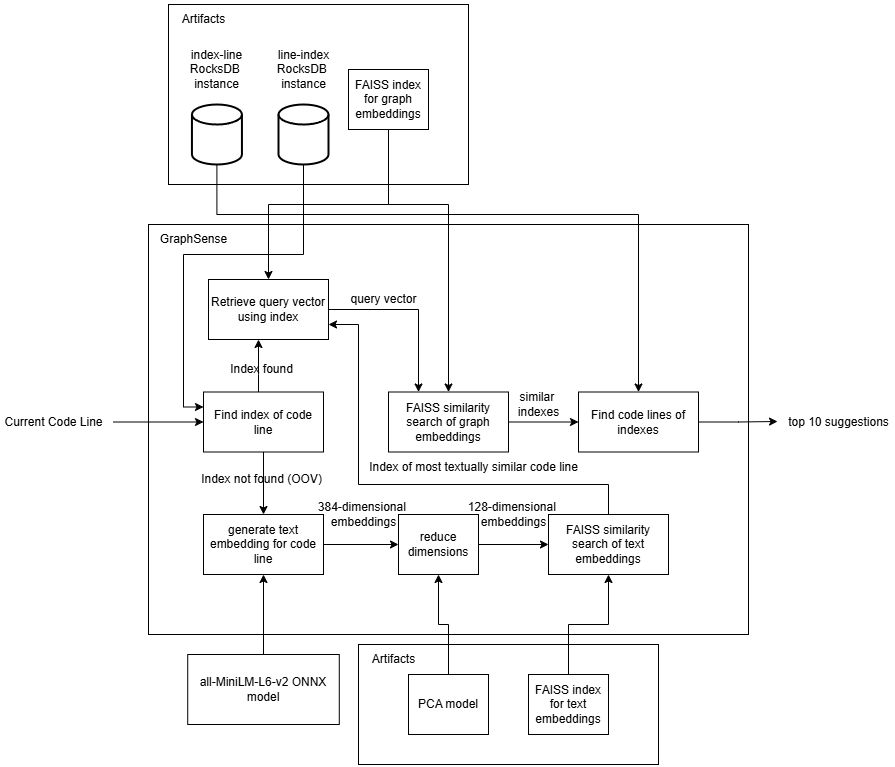 Artifacts
index-line
RocksDB
instance
line-index
RocksDB
instance
FAISS index
for graph
embeddings
GraphSense
Retrieve query vector
using index
query vector
Index found
Current Code Line
Find index of code
line
FAISS similarity
search of graph
embeddings
similar
indexes
Find code lines of
indexes
top 10 suggestions
Index of most textually similar code line
Index not found (OOV)
generate text
embedding for code
line
384-dimensional
embeddings
reduce
dimensions
128-dimensional
embeddings
FAISS similarity
search of text
embeddings
all-MiniLM-L6-v2 ONNX
model
Artifacts
PCA model
FAISS index
for text
embeddings